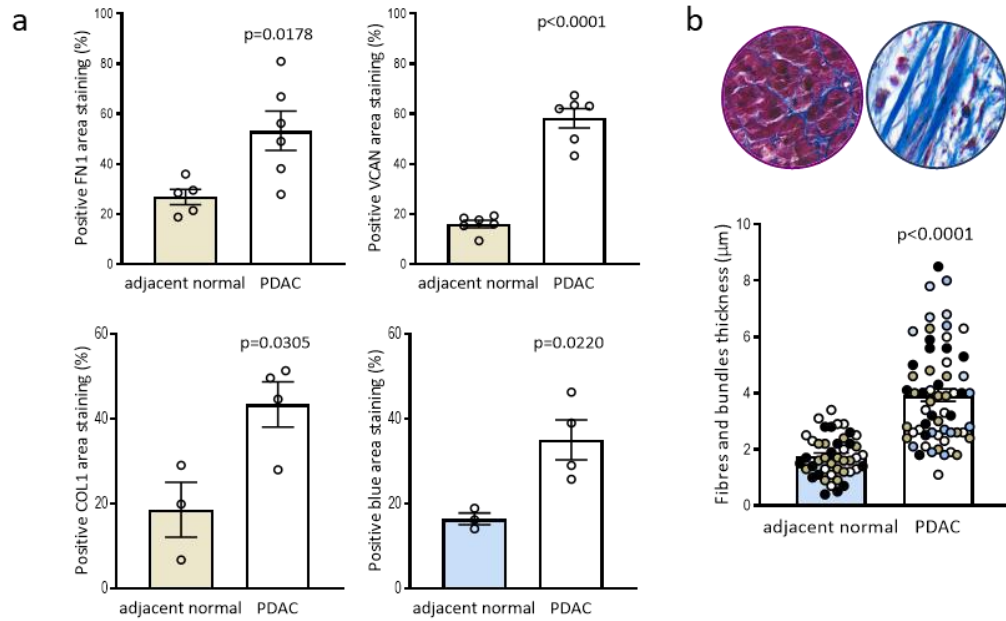 a
Positive FN1 area staining (%)
100
80
60
40
20
0
p=0.0178
adjacent normal
PDAC
Positive VCAN area staining (%)
100
80
60
40
20
0
p<0.0001
adjacent normal
PDAC
Positive COL1 area staining (%)
60
40
20
0
p=0.0305
adjacent normal
PDAC
Positive blue area staining (%)
60
40
20
0
p=0.0220
adjacent normal
PDAC
b
Fibres and bundles thickness (μm)
10
8
6
4
2
0
p<0.0001
adjacent normal
PDAC